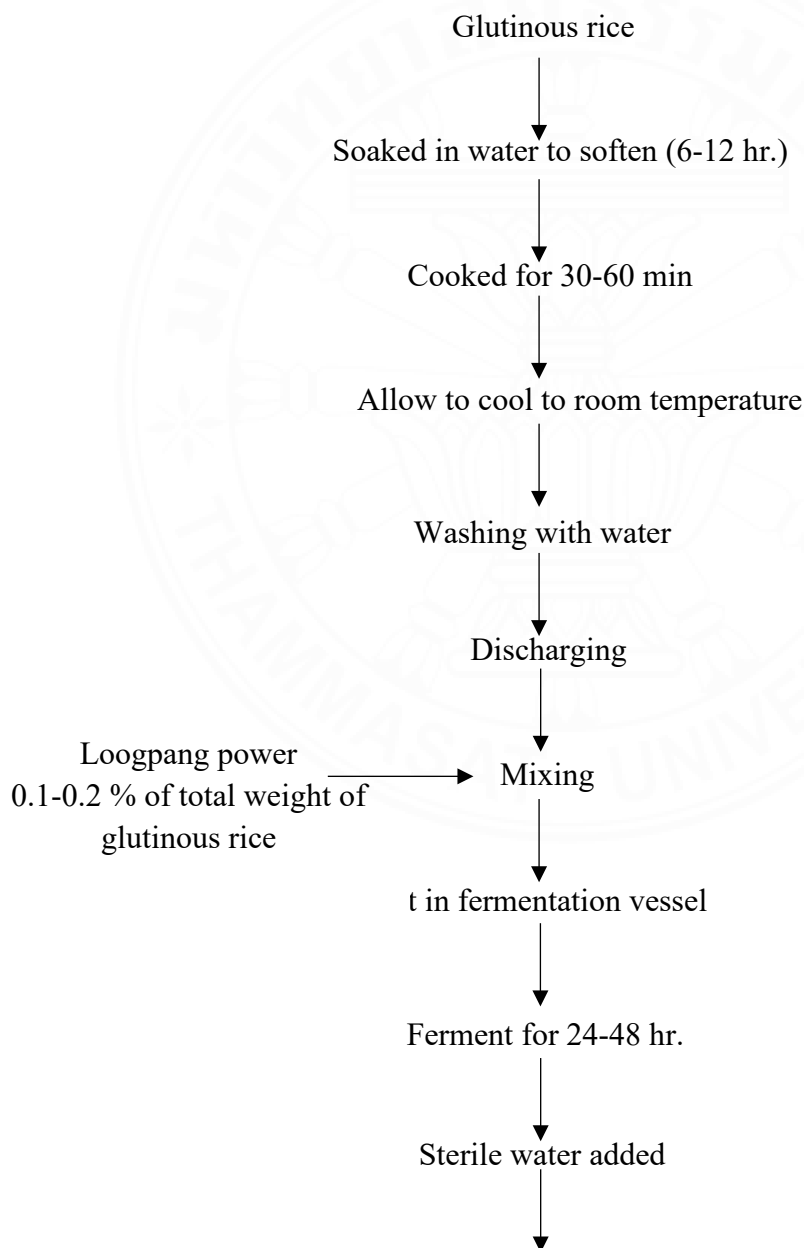 Glutinous rice
Soaked in water to soften (6-12 hr.)
Cooked for 30-60 min
Allow to cool to room temperature
Washing with water
Discharging
Loogpang power
0.1-0.2 % of total weight of
glutinous rice
Mixing
t in fermentation vessel
Ferment for 24-48 hr.
Sterile water added
THAMMASAT UNIVE